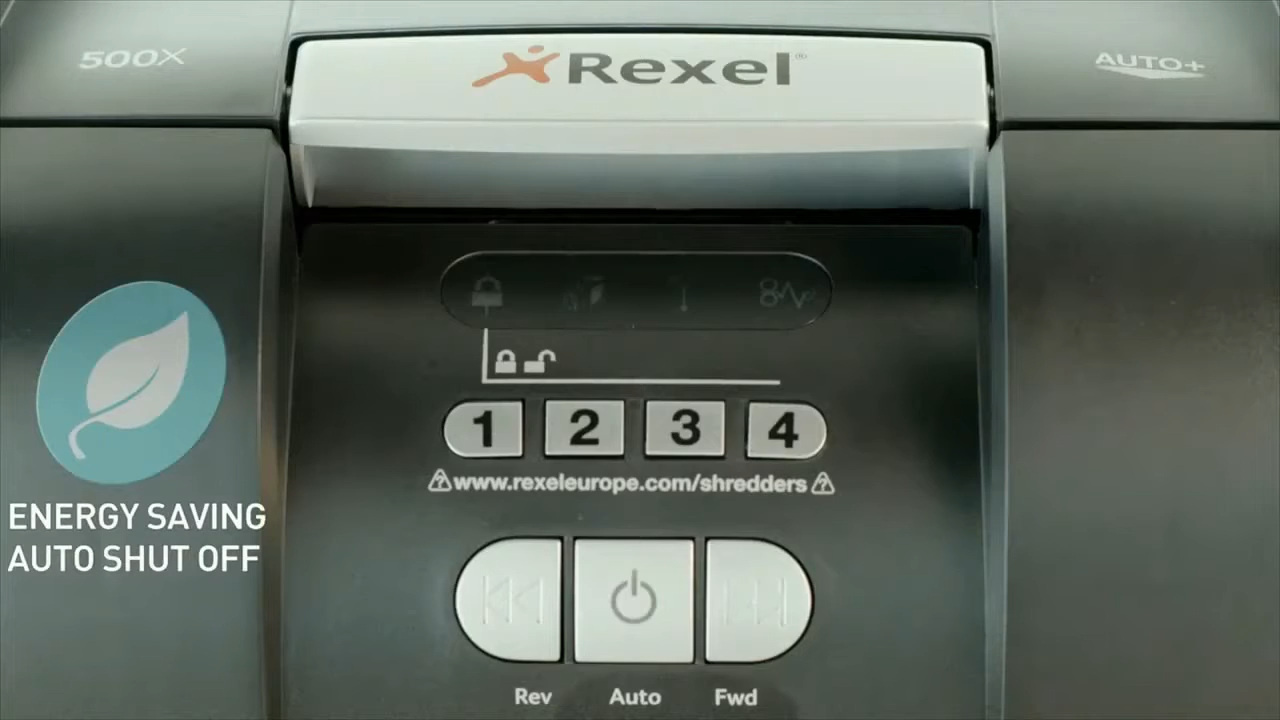 500X
Rexel®
AUTO+
1 2 3 4
www.rexeleurope.com/shredders
ENERGY SAVING
AUTO SHUT OFF
Rev Auto Fwd